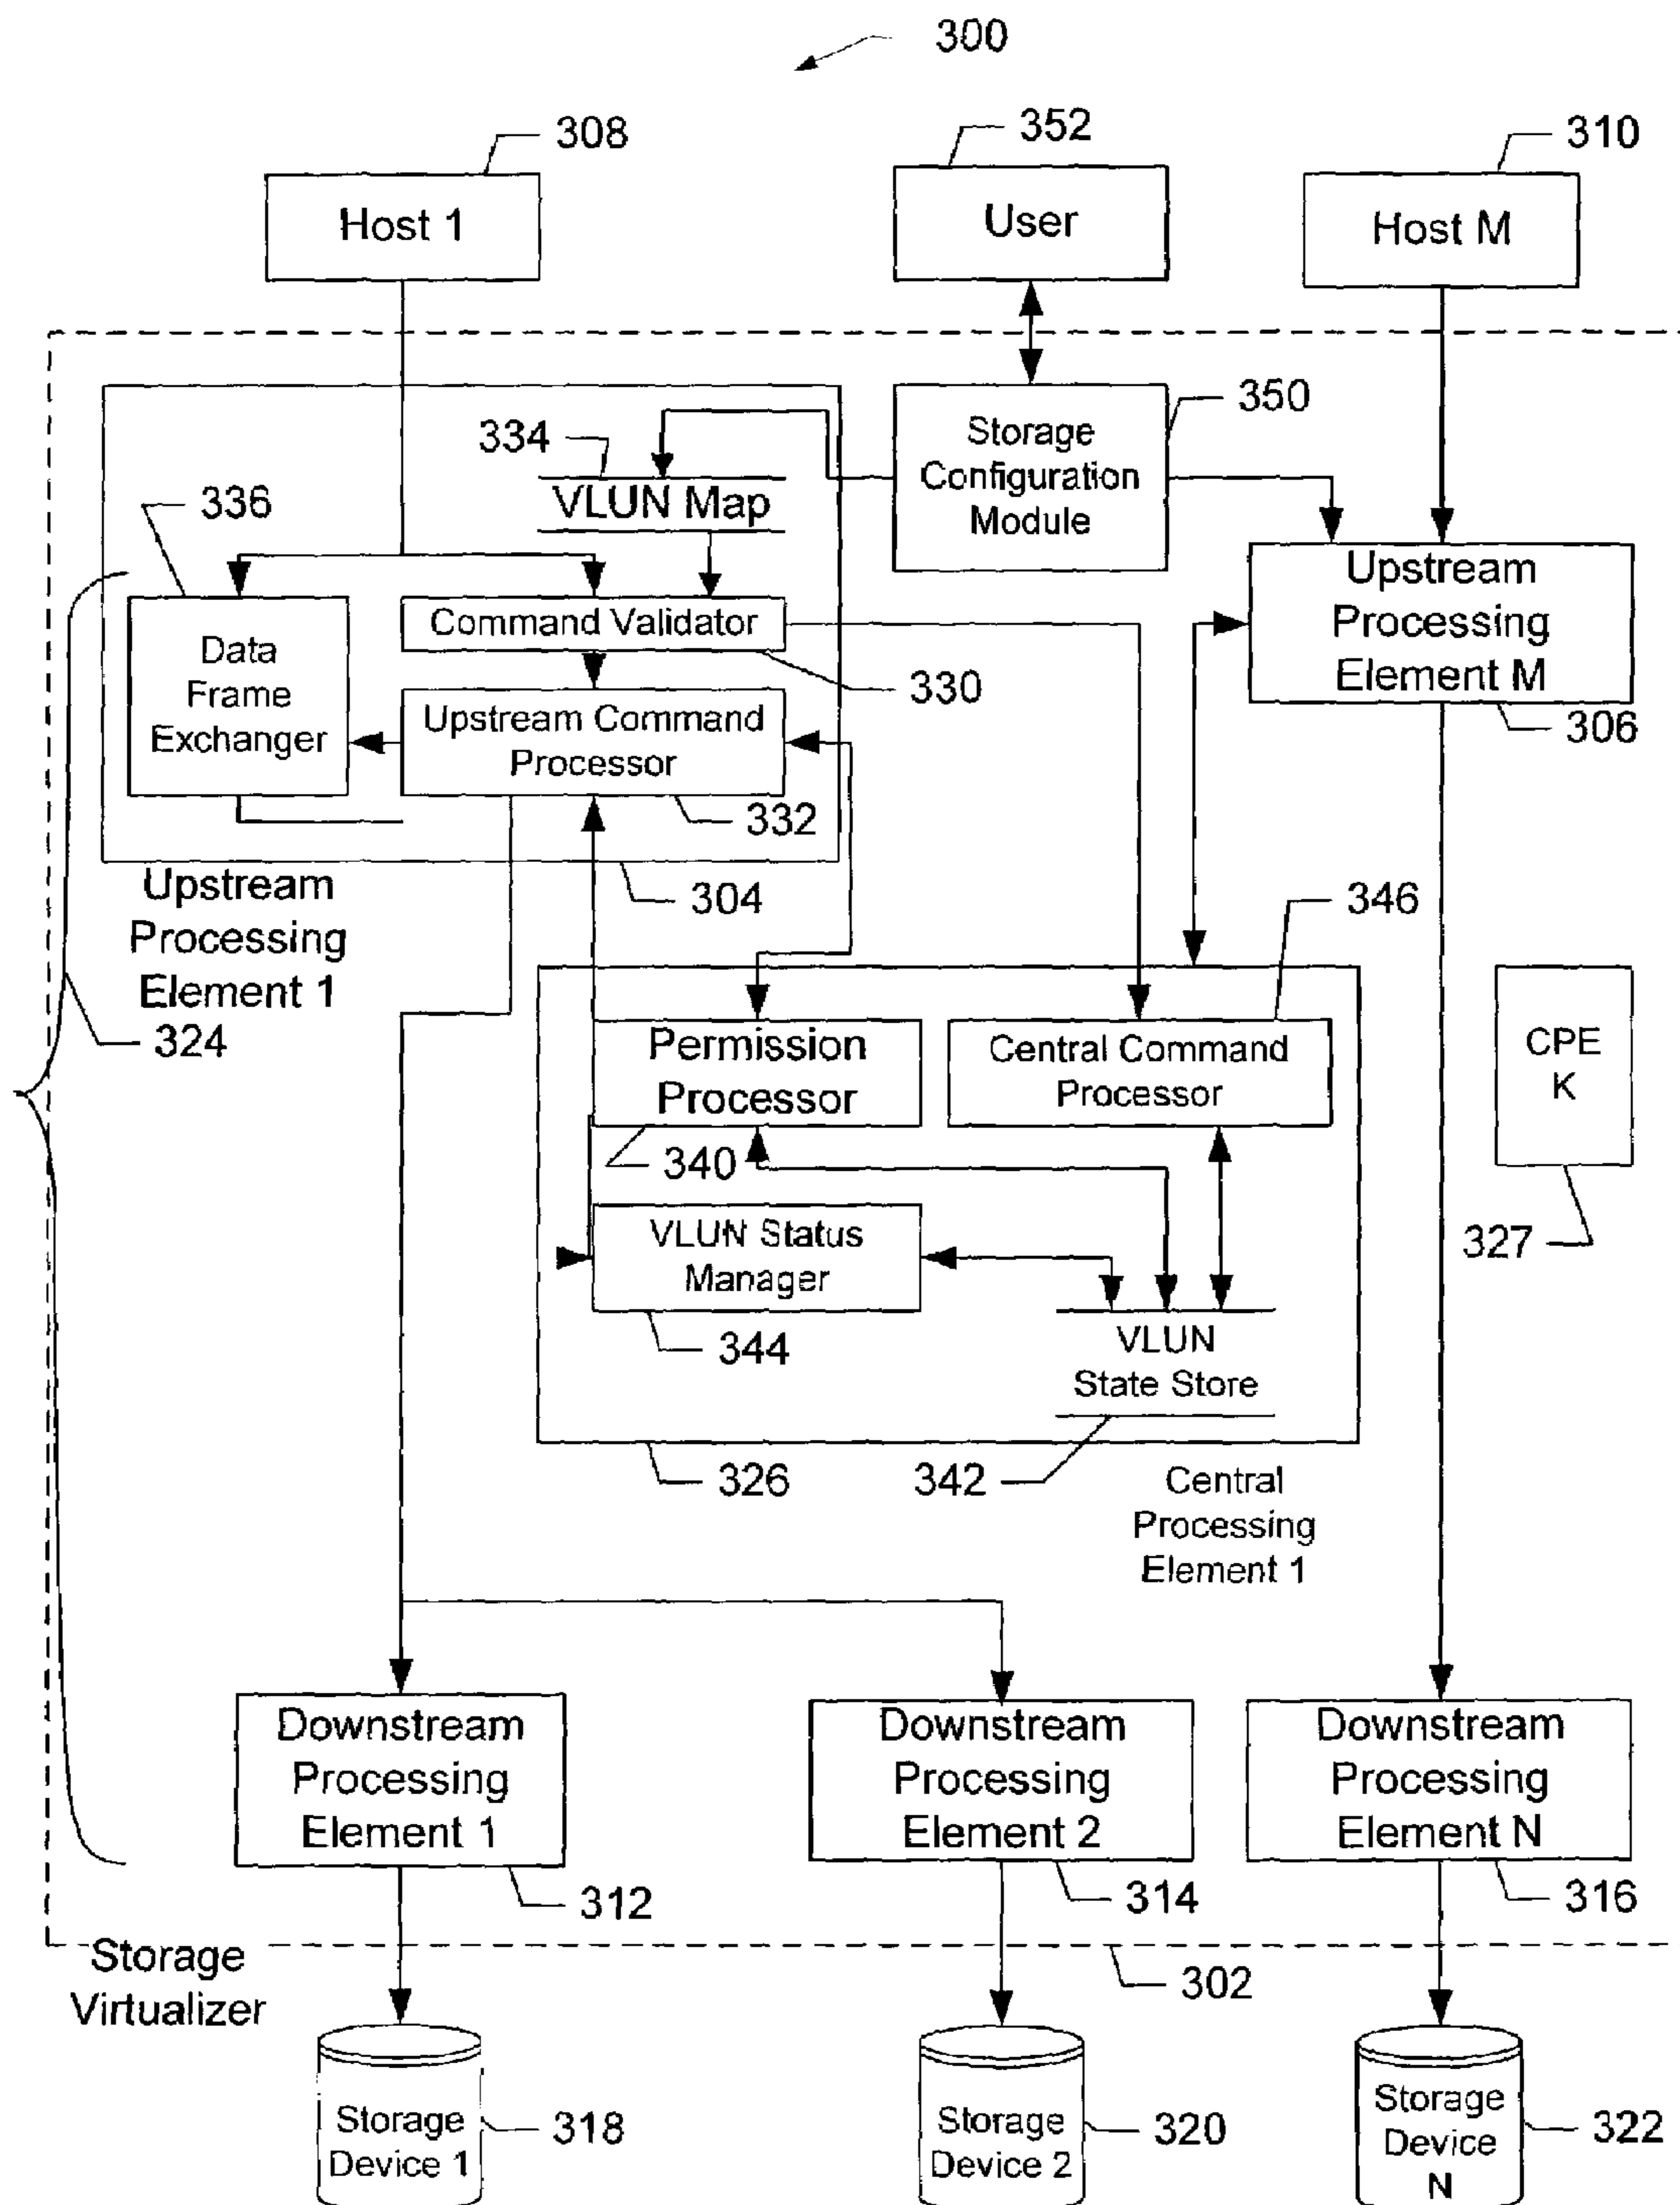 300
308
352
310
Host 1
User
Host M
350
334
Storage
Configuration
Module
VLUN Map
336
Upstream
Processing
Element M
306
Data
Frame
Exchanger
Command Validator
330
Upstream Command
Processor
332
304
Upstream
Processing
Element 1
324
346
Permission
Processor
Central Command
Processor
CPE
K
340
327
VLUN Status
Manager
344
VLUN
State Store
326
342
Central
Processing
Element 1
Downstream
Processing
Element 1
Downstream
Processing
Element 2
Downstream
Processing
Element N
312
314
316
Storage
Virtualizer
302
Storage
Device 1
318
Storage
Device 2
320
Storage
Device
N
322